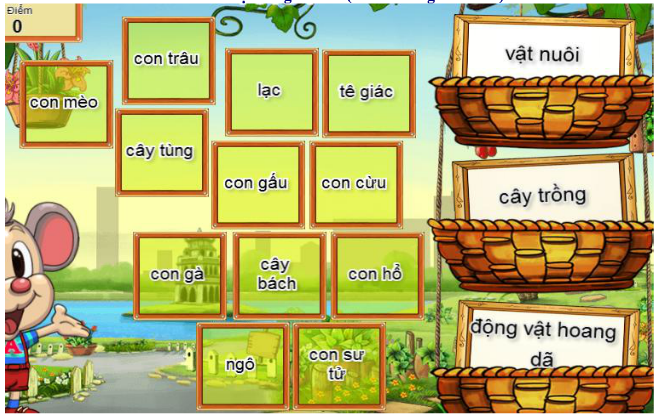 Điểm
0
con trâu
con mèo
lạc
tê giác
cây tùng
con gấu
con cừu
con gà
cây
bách
con hổ
ngô
con sư
tử
vật nuôi
cây trồng
động vật hoang
dã